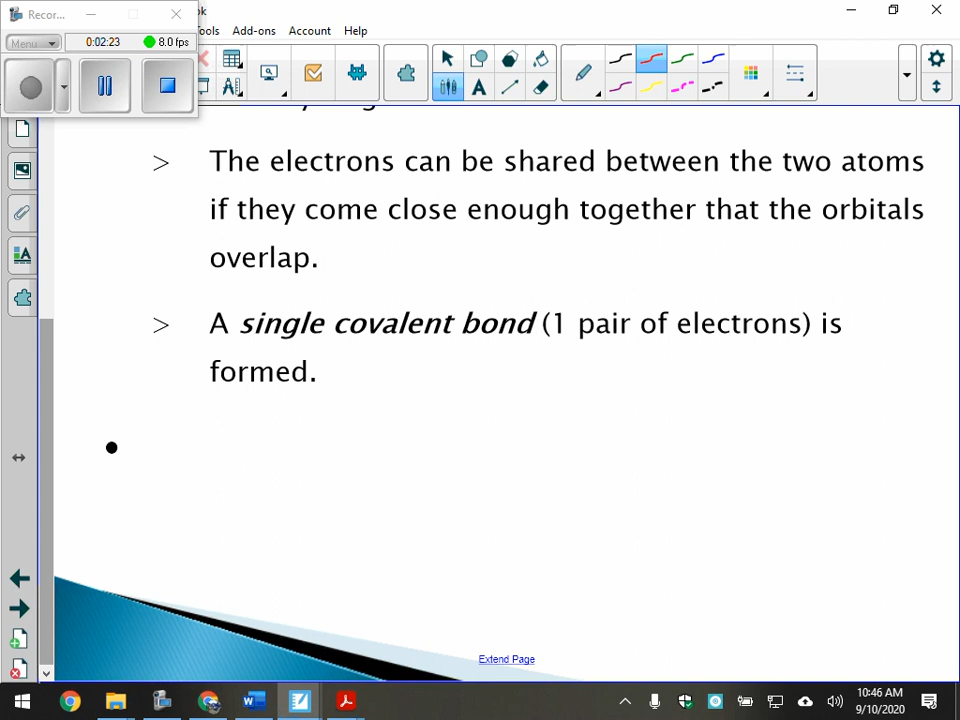 Recor...
ok
Menu
0:02:23
8.0 fps
ools Add-ons Account Help
> The electrons can be shared between the two atoms
if they come close enough together that the orbitals
overlap.
> A single covalent bond (1 pair of electrons) is
formed.
•
Extend Page
10:46 AM
9/10/2020